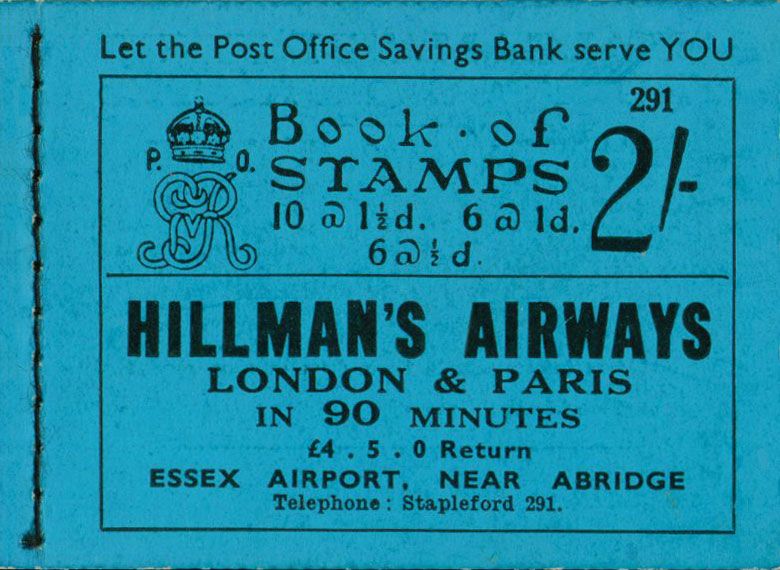 Let the Post Office Savings Bank serve YOU
291
P. O.
Book · of
STAMPS
2/-
10 @ 1½d. 6 @ 1d.
6 @ ½d.
HILLMAN'S AIRWAYS
LONDON & PARIS
IN 90 MINUTES
£4 . 5 . 0 Return
ESSEX AIRPORT, NEAR ABRIDGE
Telephone: Stapleford 291.